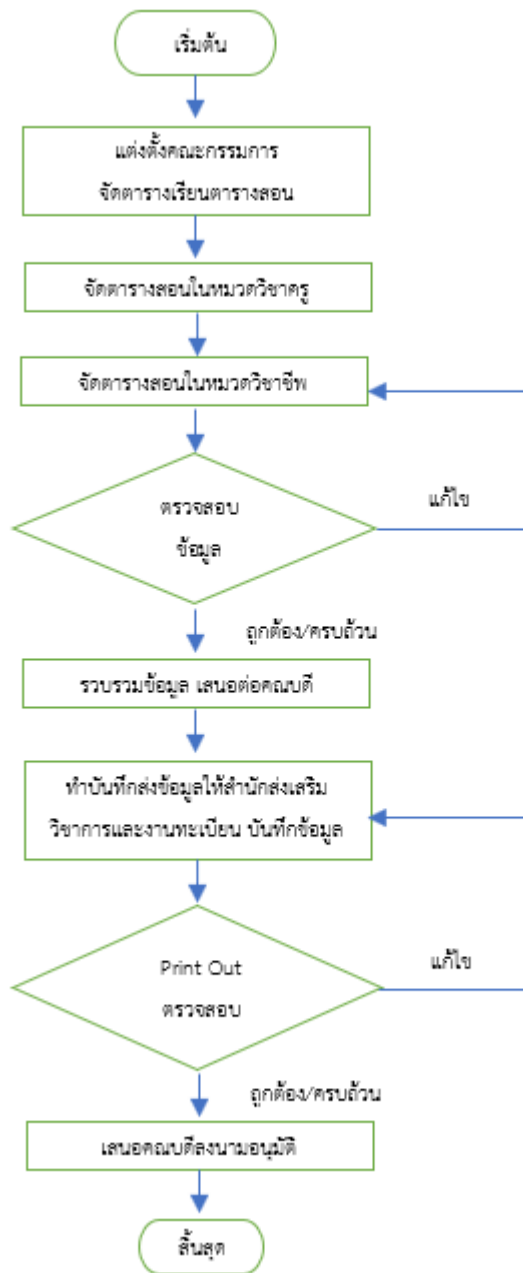 เริ่มต้น
แต่งตั้งคณะกรรมการ
จัดตารางเรียนตารางสอน
จัดตารางสอนในหมวดวิชาครู
จัดตารางสอนในหมวดวิชาชีพ
ตรวจสอบ
ข้อมูล
แก้ไข
ถูกต้อง/ครบถ้วน
รวบรวมข้อมูล เสนอต่อคณบดี
ทำบันทึกส่งข้อมูลให้สำนักส่งเสริม
วิชาการและงานทะเบียน บันทึกข้อมูล
Print Out
ตรวจสอบ
แก้ไข
ถูกต้อง/ครบถ้วน
เสนอคณบดีลงนามอนุมัติ
สิ้นสุด